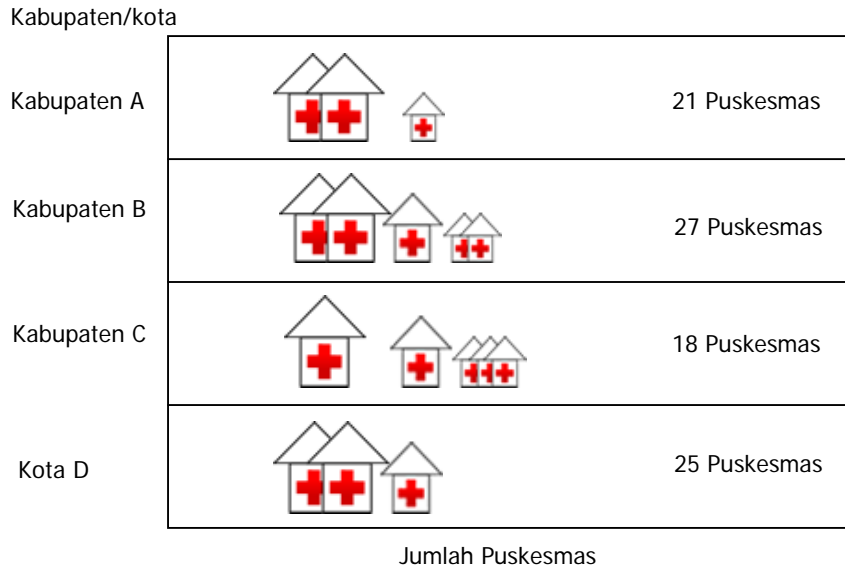 Kabupaten/kota
Kabupaten A
21 Puskesmas
Kabupaten B
27 Puskesmas
Kabupaten C
18 Puskesmas
Kota D
25 Puskesmas
Jumlah Puskesmas